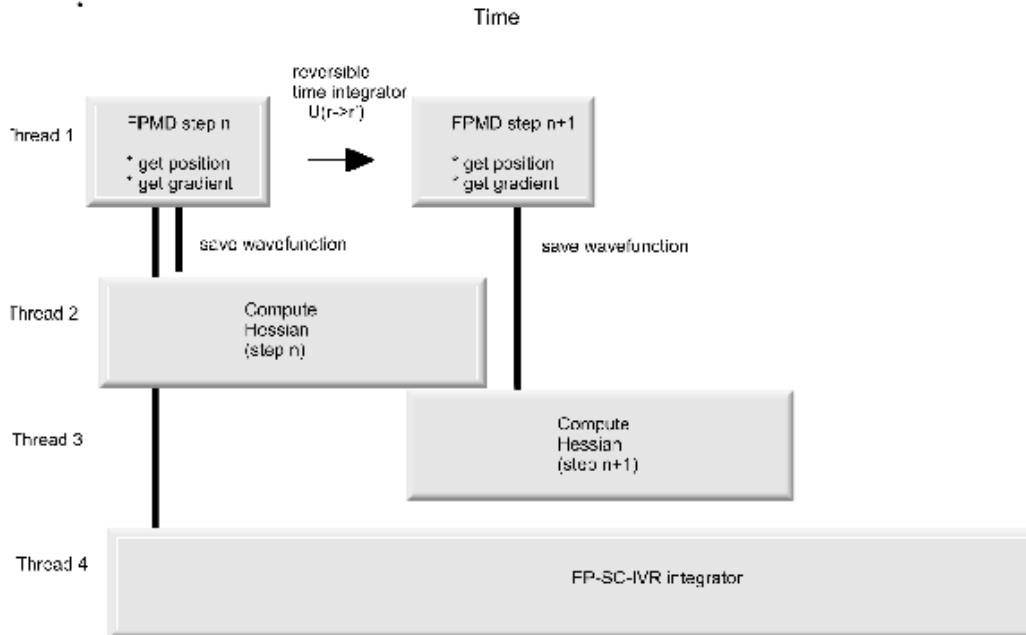 Time
reversible
time integrator
U(r->r')
Thread 1
FPMD step n
* get position
* get gradient
FPMD step n+1
* get position
* get gradient
save wavefunction
save wavefunction
Thread 2
Compute
Hessian
(step n)
Thread 3
Compute
Hessian
(step n+1)
Thread 4
FP-SC-IVR integrator